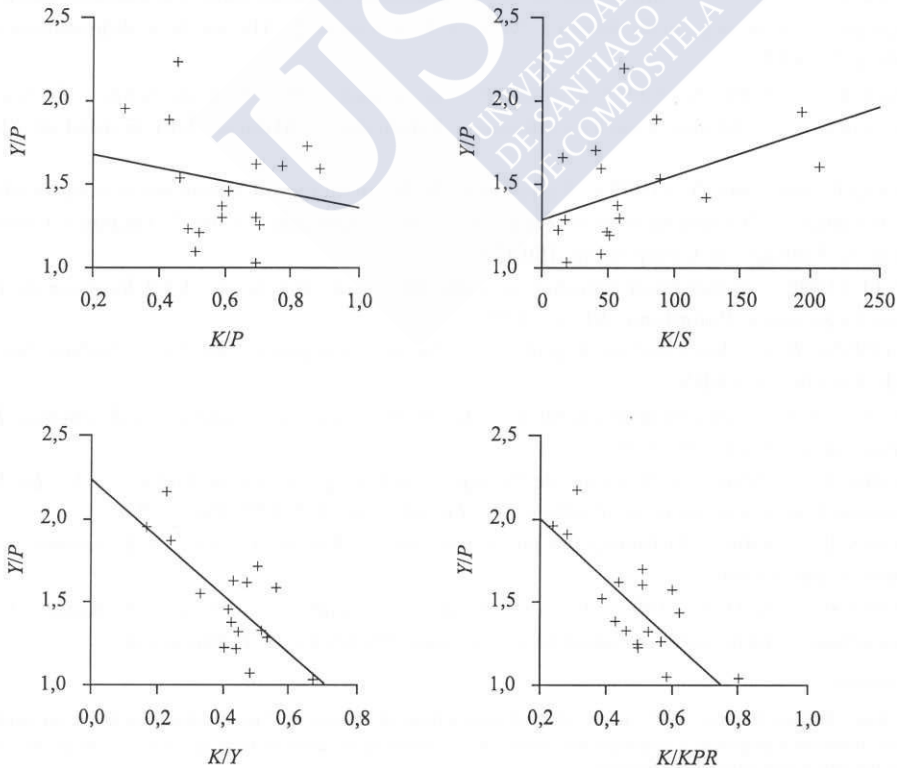 US
UNIVERSIDA
DE SANTIAGO
DE COMPOSTELA
2,5
2,0
1,5
1,0
Y/P
0,2 0,4 0,6 0,8 1,0
K/P
2,5
2,0
1,5
1,0
Y/P
0 50 100 150 200 250
K/S
2,5
2,0
1,5
1,0
Y/P
0,0 0,2 0,4 0,6 0,8
K/Y
2,5
2,0
1,5
1,0
Y/P
0,2 0,4 0,6 0,8 1,0
K/KPR